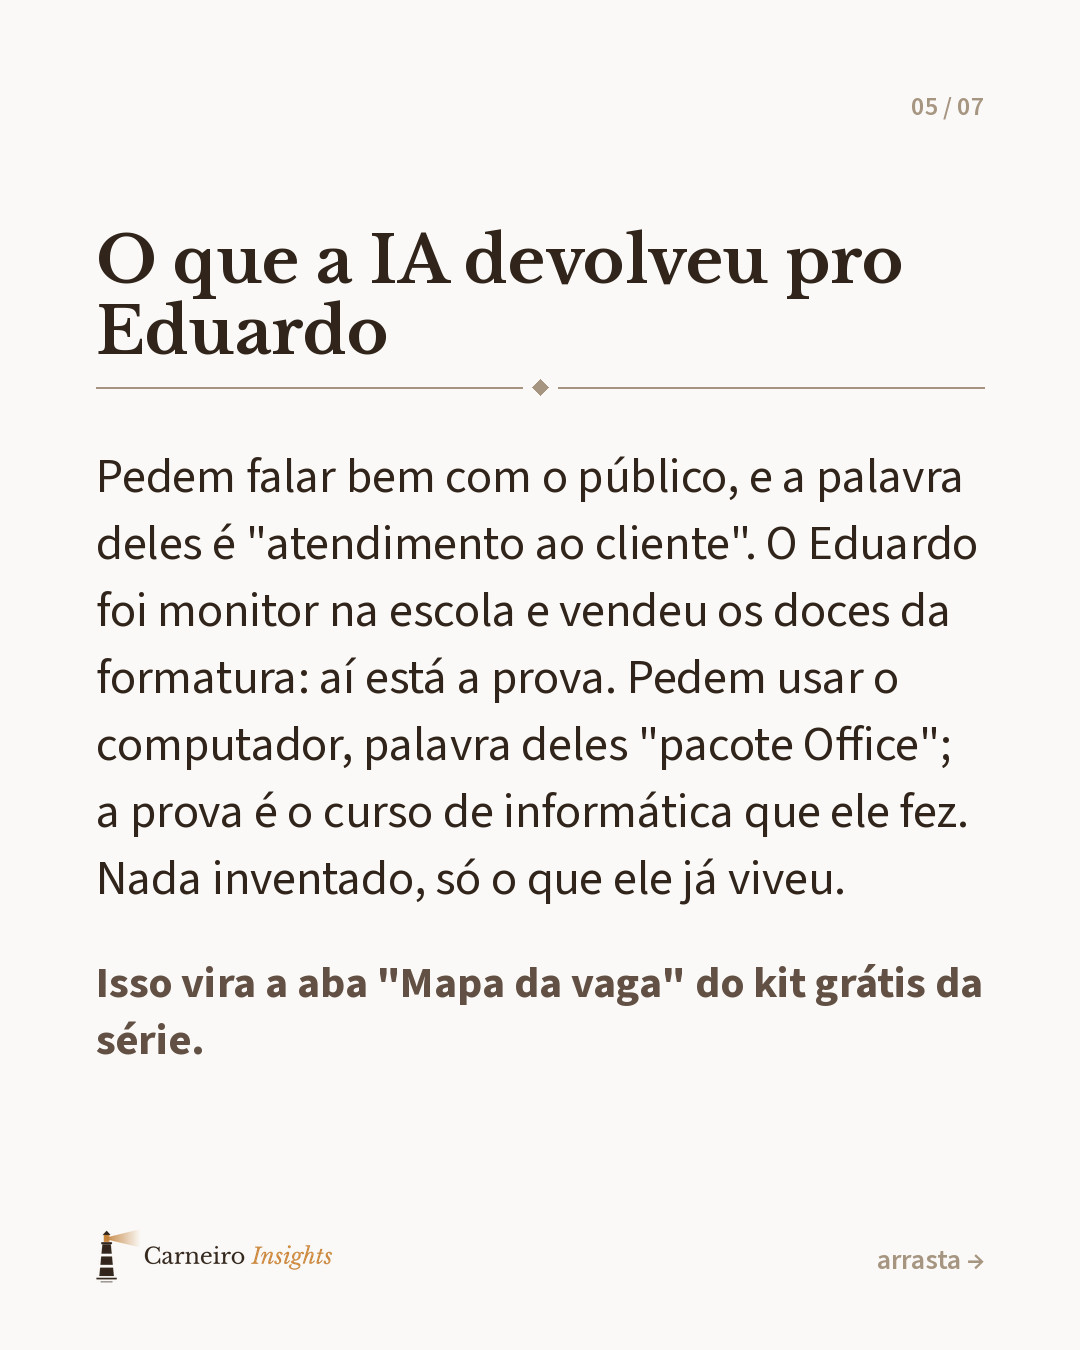 05 / 07
O que a IA devolveu pro
Eduardo
Pedem falar bem com o público, e a palavra
deles é "atendimento ao cliente". O Eduardo
foi monitor na escola e vendeu os doces da
formatura: aí está a prova. Pedem usar o
computador, palavra deles "pacote Office";
a prova é o curso de informática que ele fez.
Nada inventado, só o que ele já viveu.
Isso vira a aba "Mapa da vaga" do kit grátis da
série.
Carneiro Insights
arrasta →